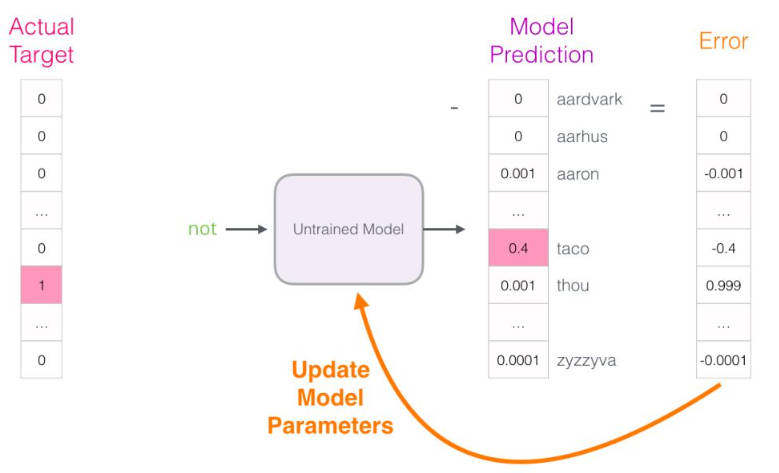 Actual
Target
Model
Prediction
Error
0 - 0 aardvark = 0
0 0 aarhus 0
0 0.001 aaron -0.001
... ... ...
not Untrained Model
0 0.4 taco -0.4
1 0.001 thou 0.999
... ... ...
0 0.0001 zyzzyva -0.0001
Update
Model
Parameters